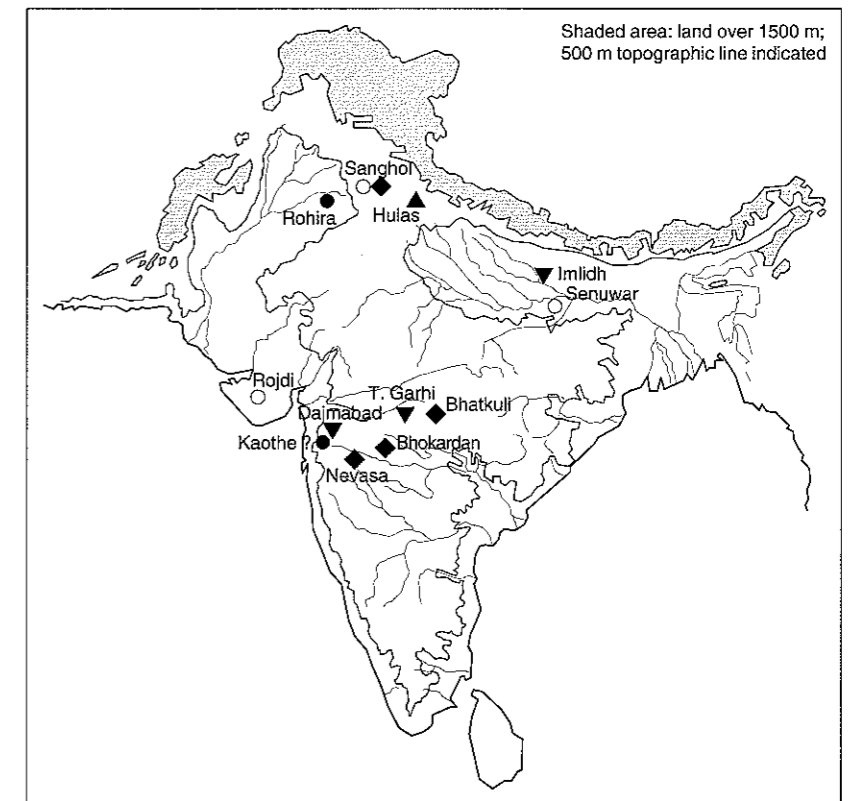 Shaded area: land over 1500 m;
500 m topographic line indicated
Sanghol
Rohira
Hulas
Imlidh
Senuwar
Rojdi
T. Garhi
Bhatkuli
Daimabad
Kaothe ?
Bhokardan
Nevasa